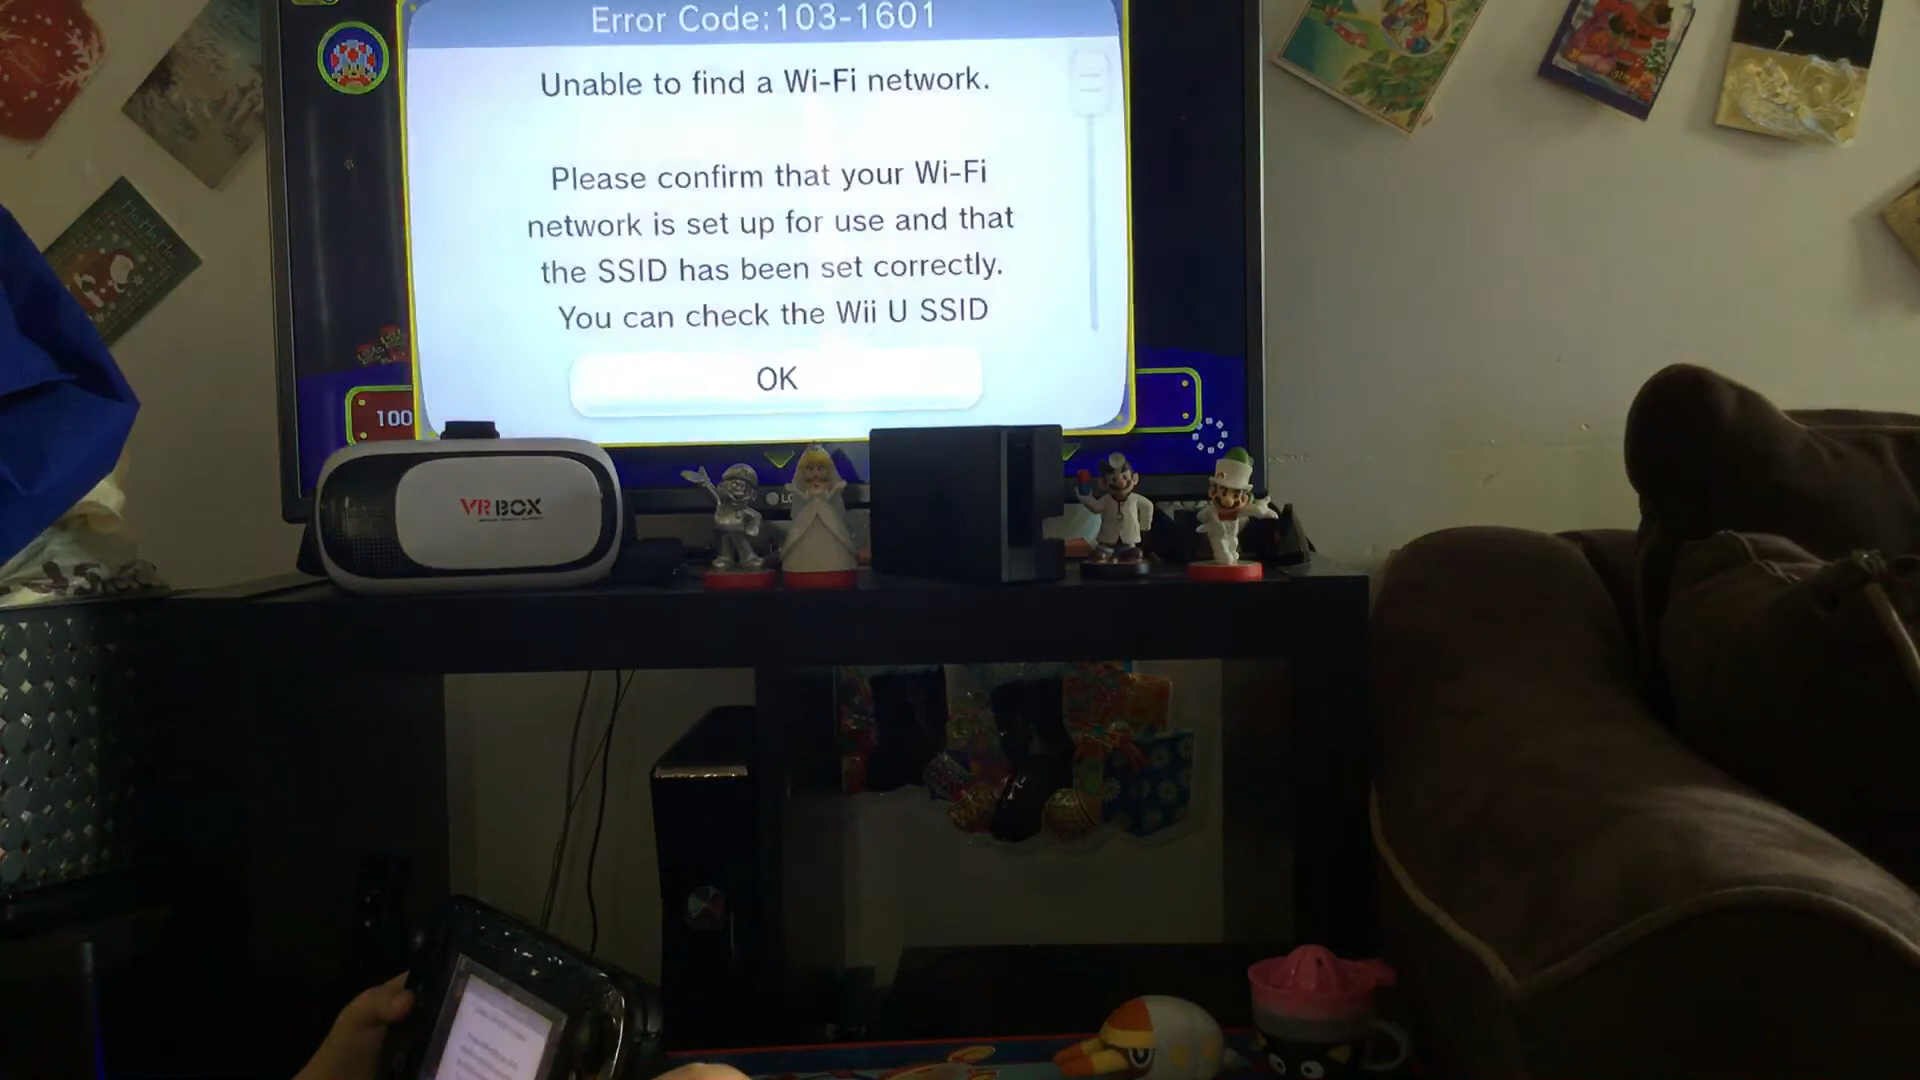 Error Code:103-1601
Unable to find a Wi-Fi network.
Please confirm that your Wi-Fi
network is set up for use and that
the SSID has been set correctly.
You can check the Wii U SSID
OK
100
VR BOX
LG